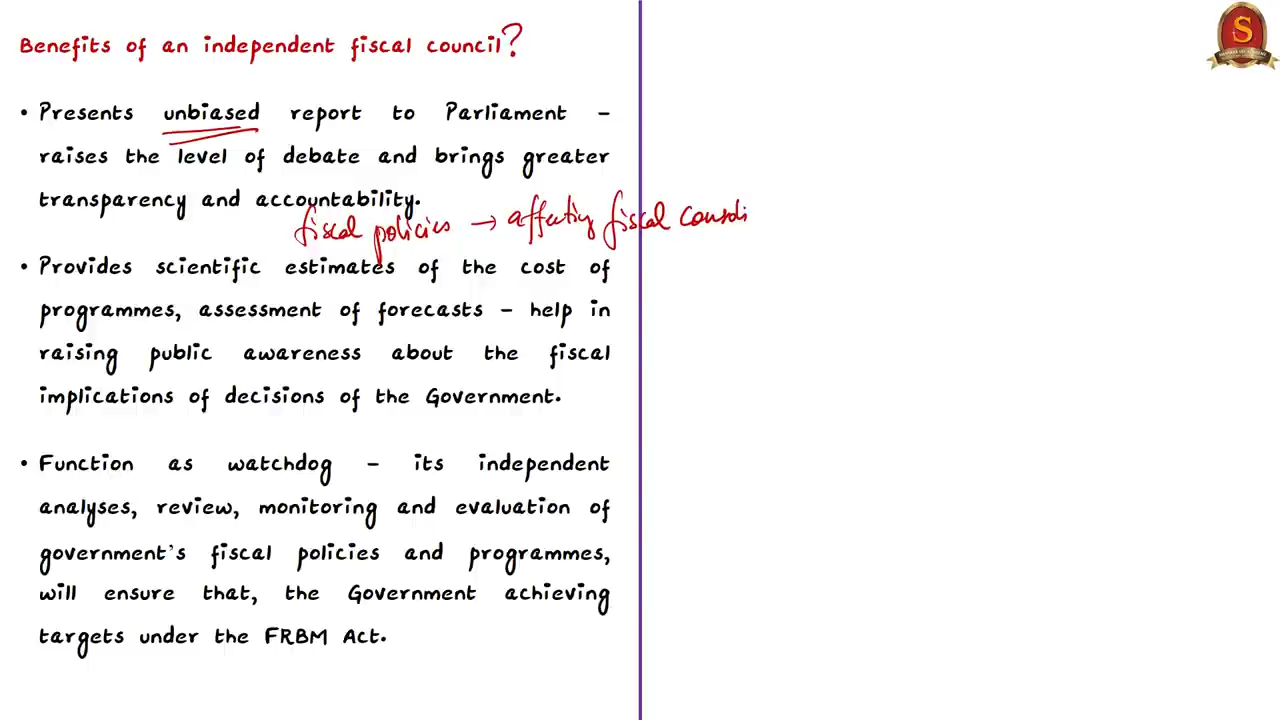 Benefits of an independent fiscal council?
• Presents unbiased report to Parliament –
raises the level of debate and brings greater
transparency and accountability.
fiscal policies → affecting fiscal consoli
• Provides scientific estimates of the cost of
programmes, assessment of forecasts – help in
raising public awareness about the fiscal
implications of decisions of the Government.
• Function as watchdog – its independent
analyses, review, monitoring and evaluation of
government's fiscal policies and programmes,
will ensure that, the Government achieving
targets under the FRBM Act.
S